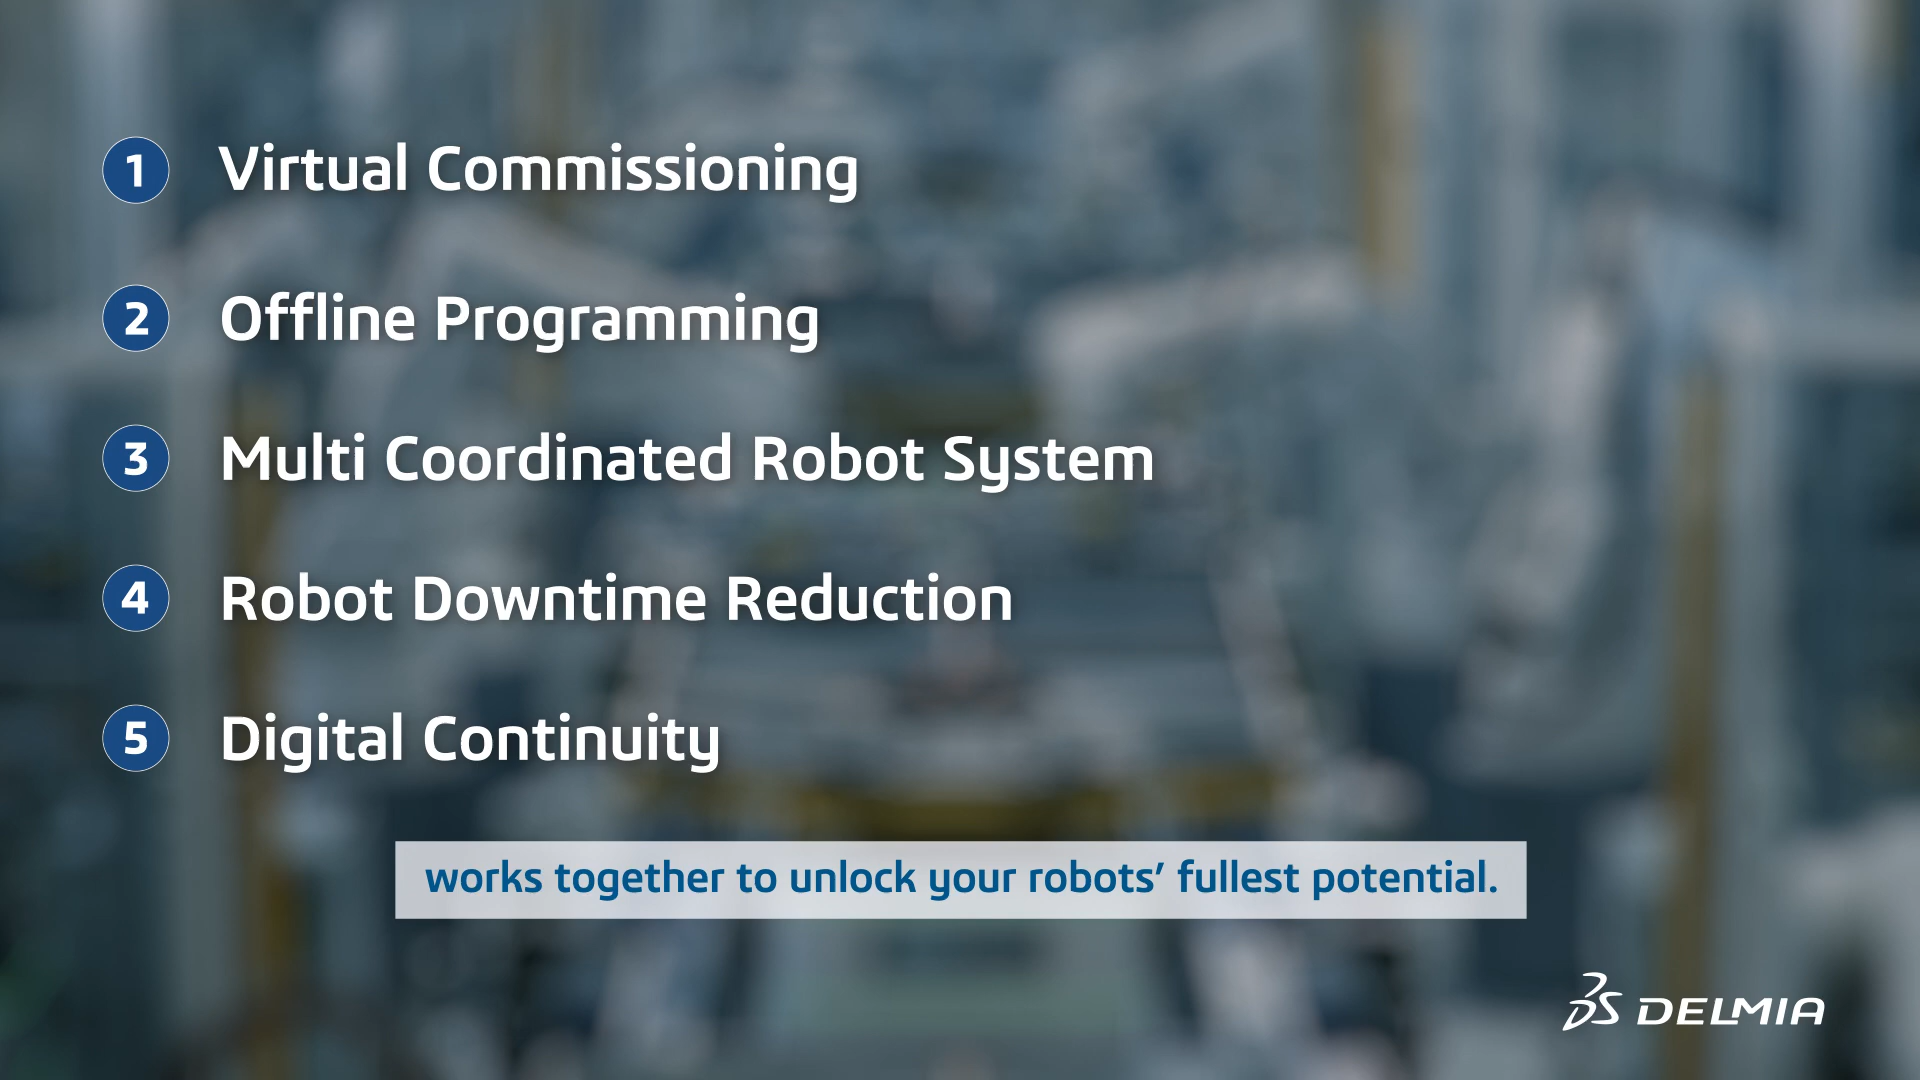 1 Virtual Commissioning
2 Offline Programming
3 Multi Coordinated Robot System
4 Robot Downtime Reduction
5 Digital Continuity
works together to unlock your robots’ fullest potential.
3DS DELMIA